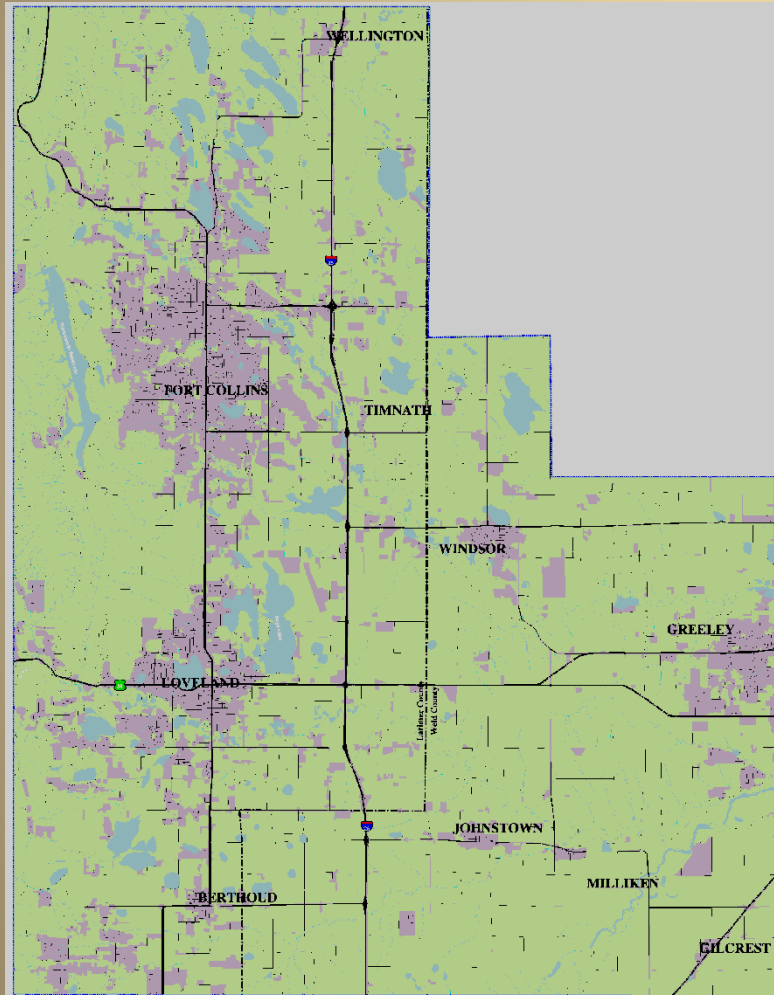 WELLINGTON
FORT COLLINS
TIMNATH
WINDSOR
GREELEY
LOVELAND
Larimer County
Weld County
JOHNSTOWN
MILLIKEN
BERTHOUD
GILCREST